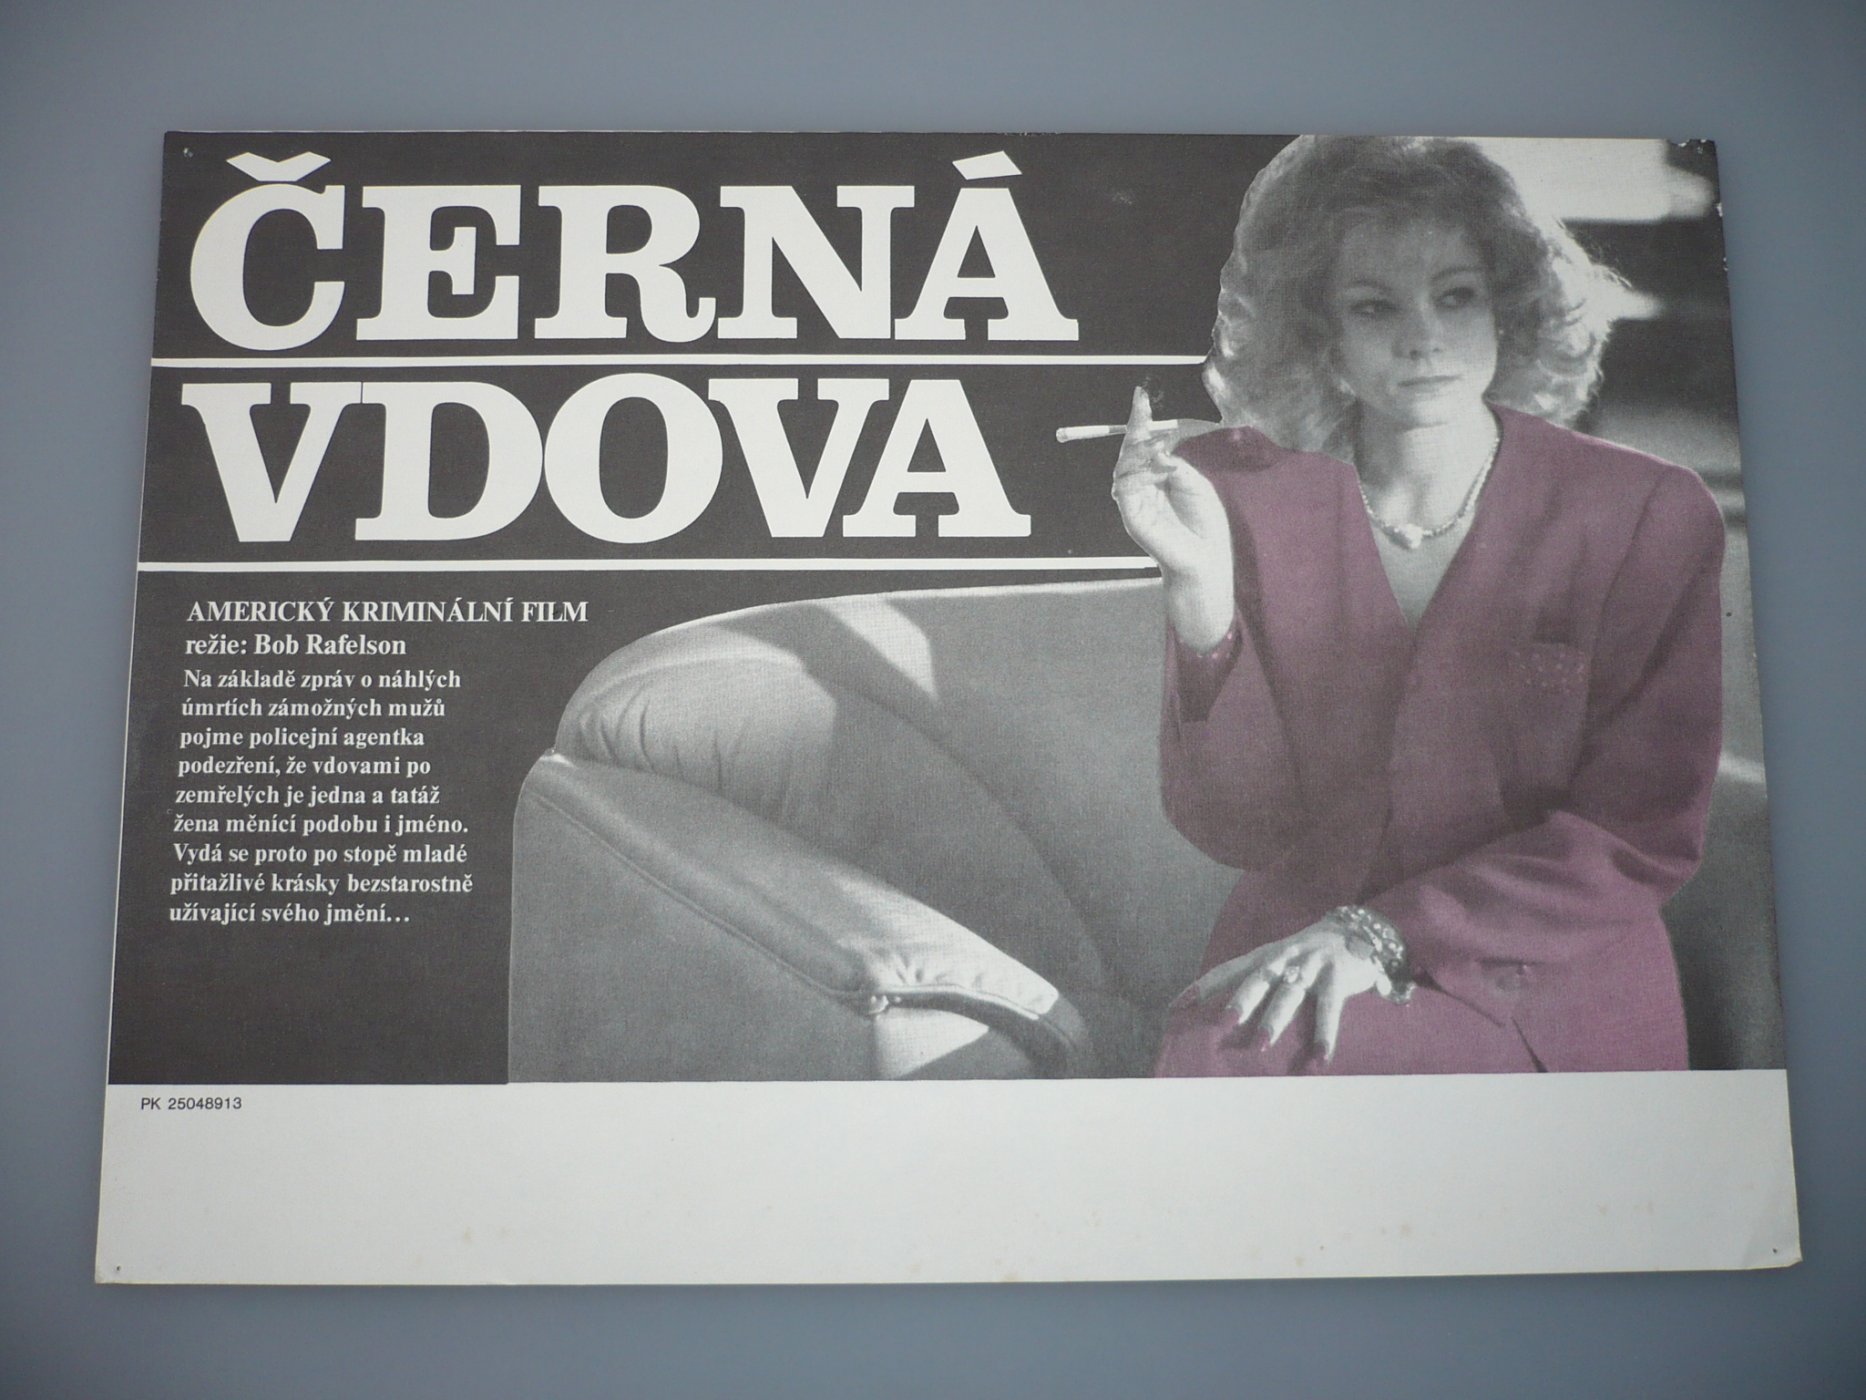 ČERNÁ
VDOVA
AMERICKÝ KRIMINÁLNÍ FILM
režie: Bob Rafelson
Na základě zpráv o náhlých
úmrtích zámožných mužů
pojme policejní agentka
podezření, že vdovami po
zemřelých je jedna a tatáž
žena měnící podobu i jméno.
Vydá se proto po stopě mladé
přitažlivé krásky bezstarostně
užívající svého jmění...
PK 25048913